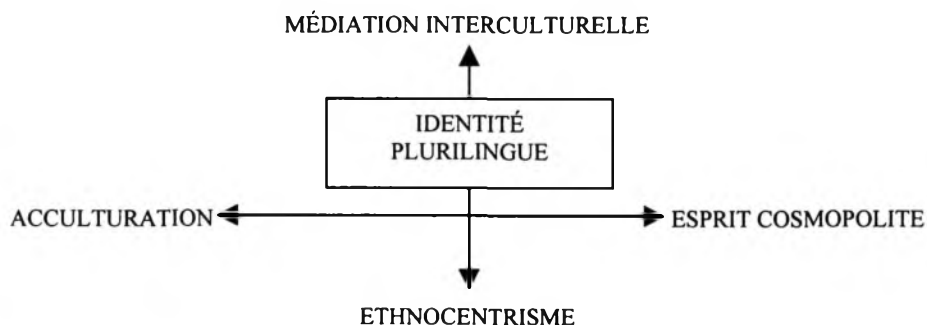 MÉDIATION INTERCULTURELLE
IDENTITÉ
PLURILINGUE
ACCULTURATION
ESPRIT COSMOPOLITE
ETHNOCENTRISME